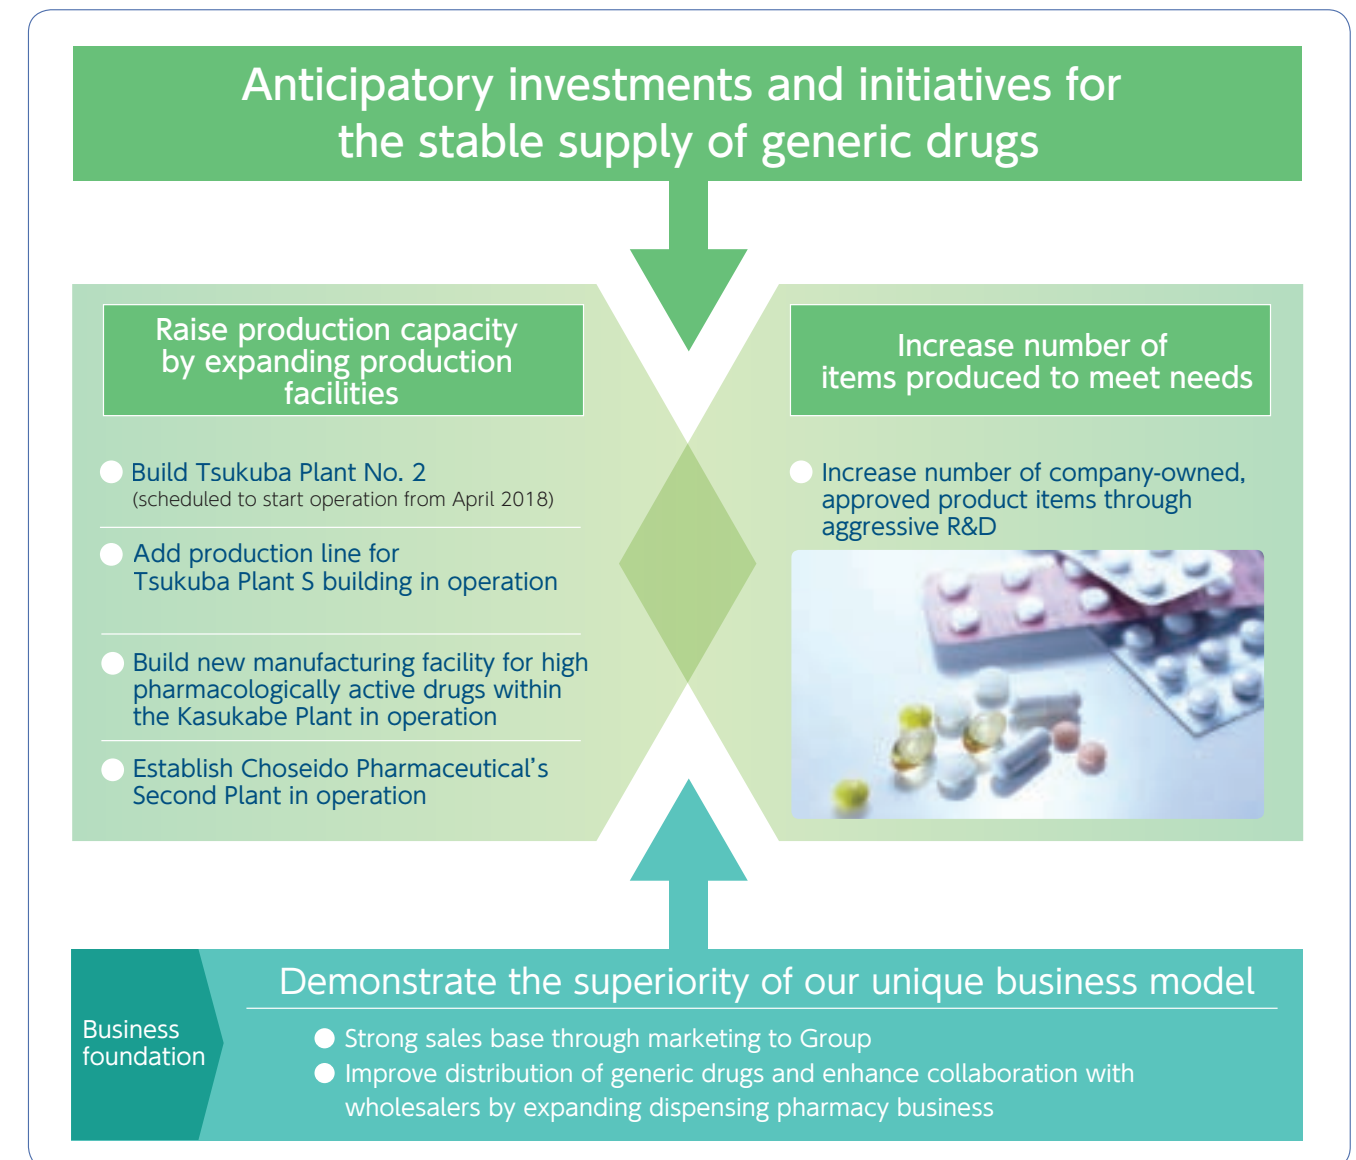 Anticipatory investments and initiatives for
the stable supply of generic drugs
Raise production capacity
by expanding production
facilities
Build Tsukuba Plant No. 2
(scheduled to start operation from April 2018)
Add production line for
Tsukuba Plant S building in operation
Build new manufacturing facility for high
pharmacologically active drugs within
the Kasukabe Plant in operation
Establish Choseido Pharmaceutical’s
Second Plant in operation
Increase number of
items produced to meet needs
Increase number of company-owned,
approved product items through
aggressive R&D
Business
foundation
Demonstrate the superiority of our unique business model
Strong sales base through marketing to Group
Improve distribution of generic drugs and enhance collaboration with
wholesalers by expanding dispensing pharmacy business